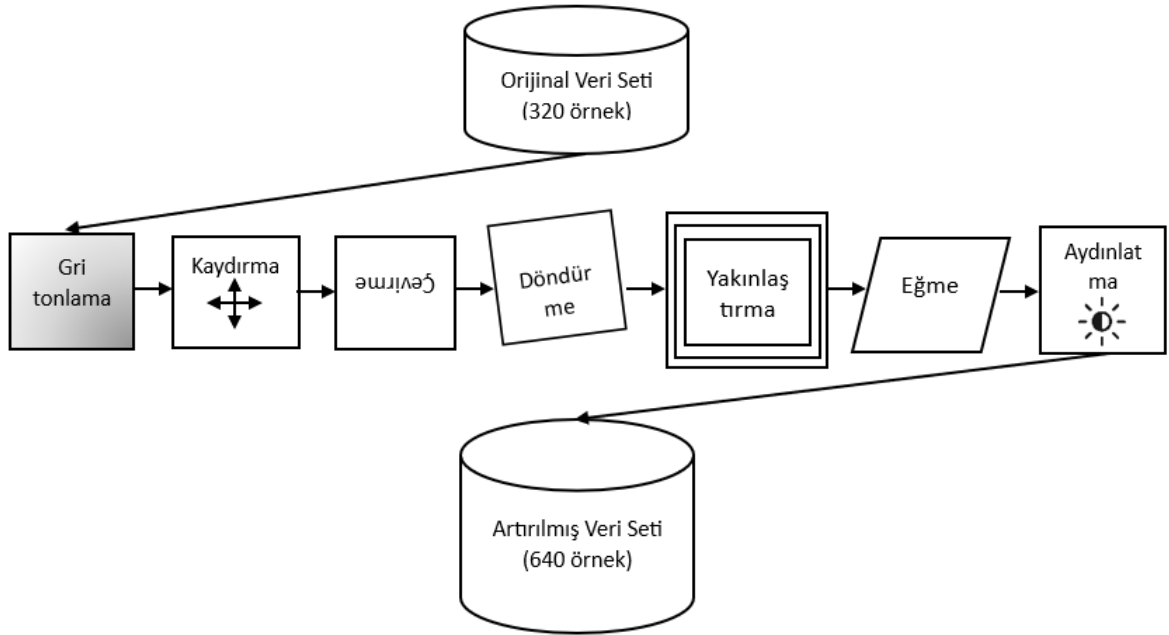 Orijinal Veri Seti
(320 örnek)
Gri
tonlama
Kaydırma
Çevirme
Döndür
me
Yakınlaş
tırma
Eğme
Aydınlat
ma
Artırılmış Veri Seti
(640 örnek)